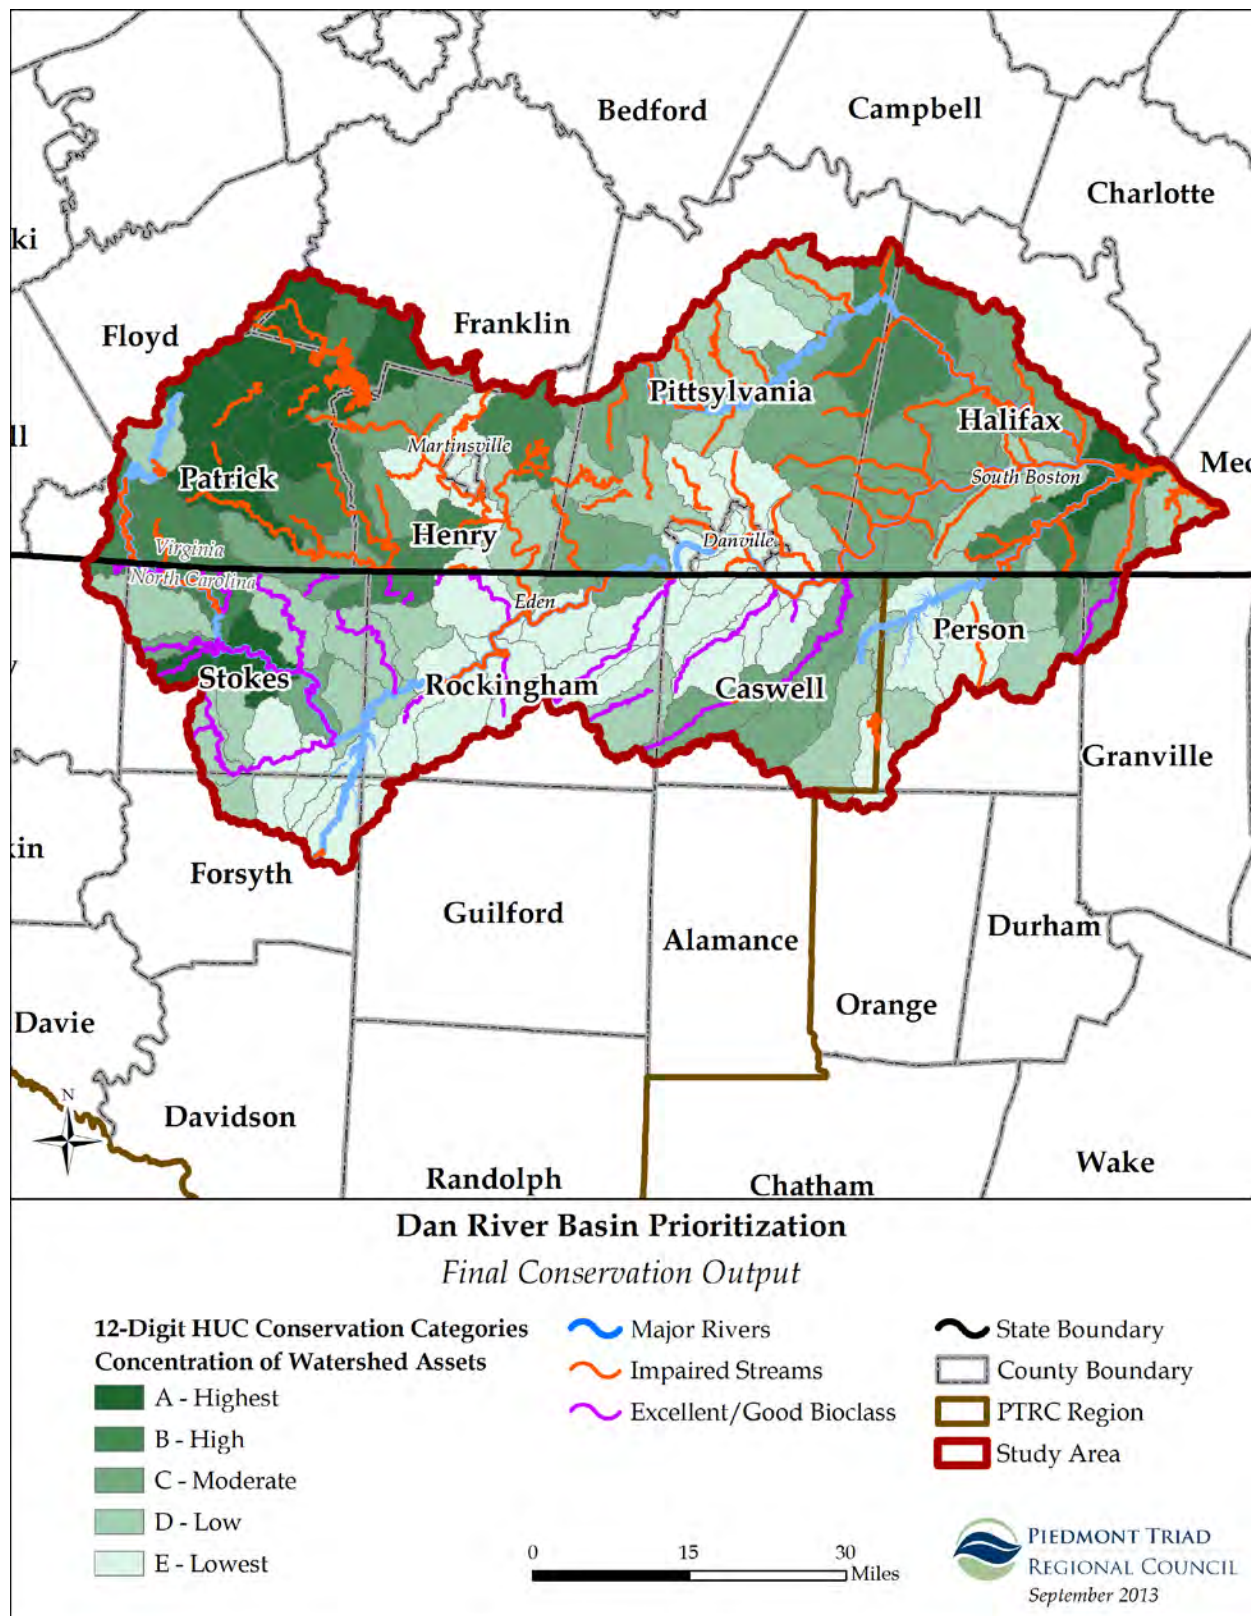 Bedford
Campbell
Charlotte
ki
Floyd
Franklin
Pittsylvania
Halifax
ll
Martinsville
Patrick
South Boston
Henry
Danville
Virginia
North Carolina
Eden
Person
Stokes
Rockingham
Caswell
Granville
Forsyth
Guilford
Alamance
Durham
Orange
Davie
N
Davidson
Randolph
Chatham
Wake
Dan River Basin Prioritization
Final Conservation Output
12-Digit HUC Conservation Categories
Concentration of Watershed Assets
A - Highest
B - High
C - Moderate
D - Low
E - Lowest
Major Rivers
Impaired Streams
Excellent/Good Bioclass
State Boundary
County Boundary
PTRC Region
Study Area
0 15 30
Miles
PIEDMONT TRIAD
REGIONAL COUNCIL
September 2013